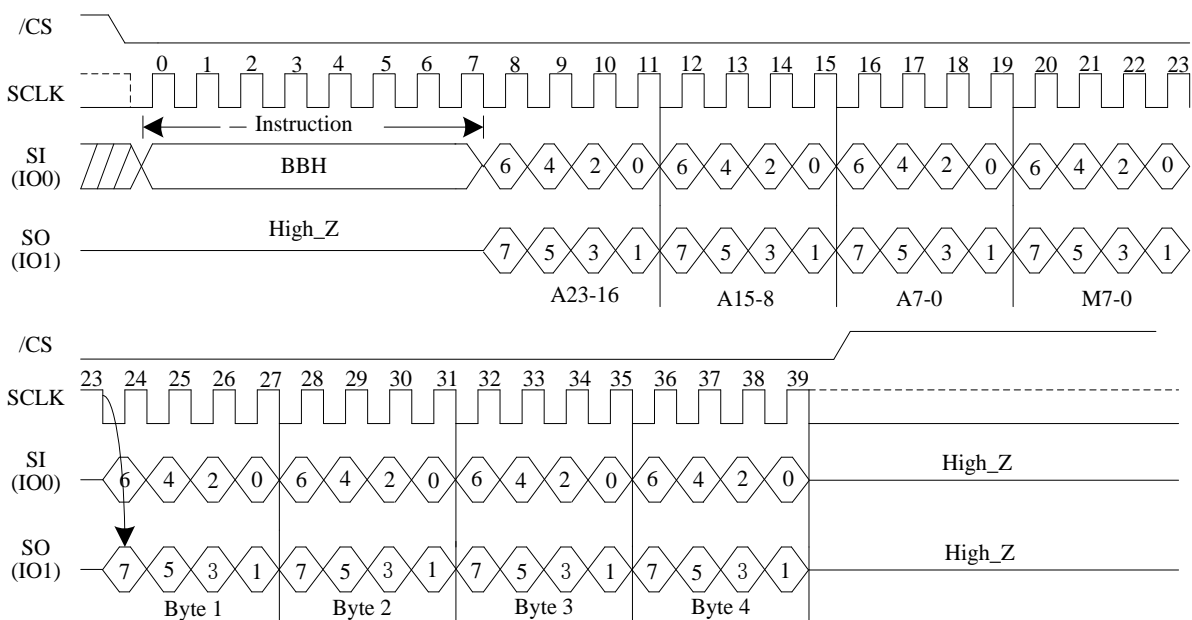 /CS
0 1 2 3 4 5 6 7 8 9 10 11 12 13 14 15 16 17 18 19 20 21 22 23
SCLK
Instruction
SI
(IO0)
BBH
6 4 2 0 6 4 2 0 6 4 2 0 6 4 2 0
SO
(IO1)
High_Z
7 5 3 1 7 5 3 1 7 5 3 1 7 5 3 1
A23-16 A15-8 A7-0 M7-0
/CS
23 24 25 26 27 28 29 30 31 32 33 34 35 36 37 38 39
SCLK
SI
(IO0)
6 4 2 0 6 4 2 0 6 4 2 0 6 4 2 0
High_Z
SO
(IO1)
7 5 3 1 7 5 3 1 7 5 3 1 7 5 3 1
High_Z
Byte 1 Byte 2 Byte 3 Byte 4